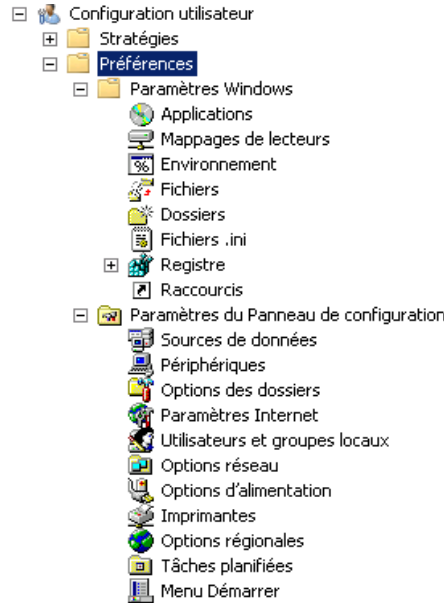 Configuration utilisateur
Stratégies
Préférences
Paramètres Windows
Applications
Mappages de lecteurs
Environnement
Fichiers
Dossiers
Fichiers .ini
Registre
Raccourcis
Paramètres du Panneau de configuration
Sources de données
Périphériques
Options des dossiers
Paramètres Internet
Utilisateurs et groupes locaux
Options réseau
Options d'alimentation
Imprimantes
Options régionales
Tâches planifiées
Menu Démarrer